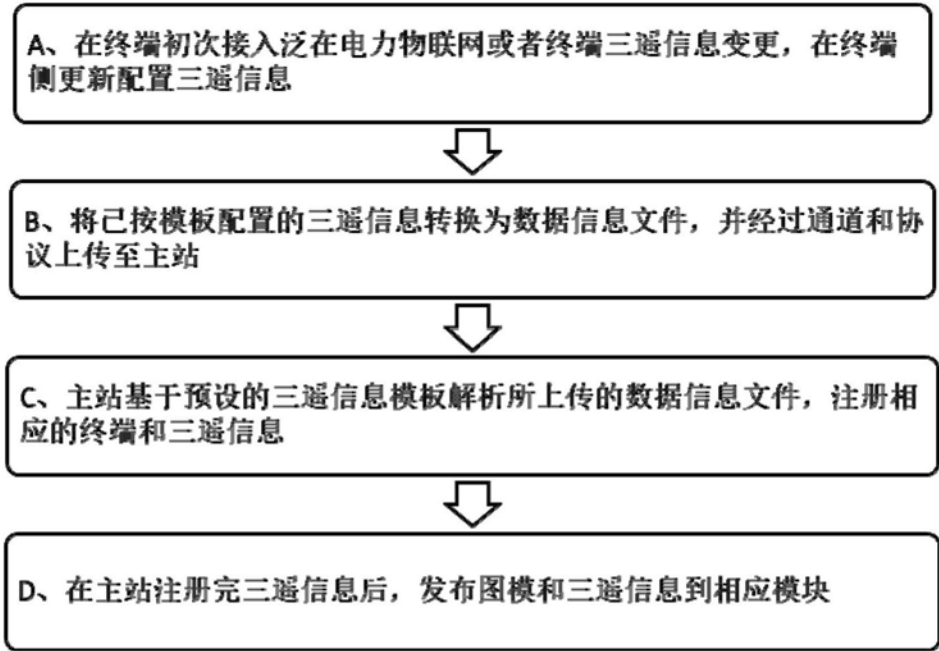 A、在终端初次接入泛在电力物联网或者终端三遥信息变更，在终端
侧更新配置三遥信息
B、将已按模板配置的三遥信息转换为数据信息文件，并经过通道和协
议上传至主站
C、主站基于预设的三遥信息模板解析所上传的数据信息文件，注册相
应的终端和三遥信息
D、在主站注册完三遥信息后，发布图模和三遥信息到相应模块